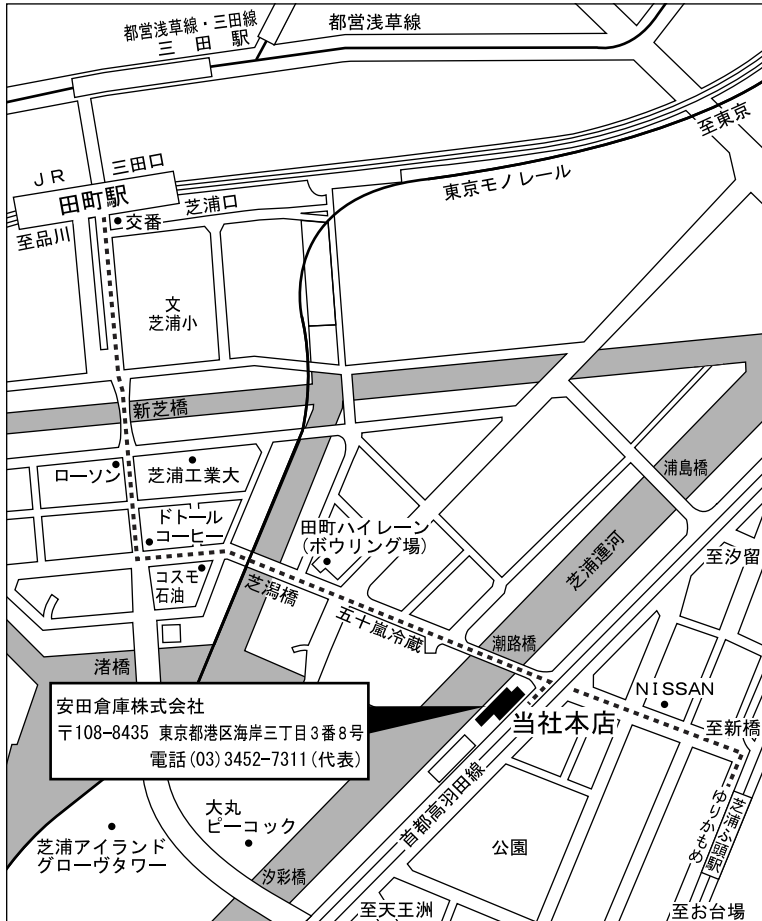 都営浅草線・三田線
三田駅
都営浅草線
至東京
JR
三田口
田町駅
東京モノレール
芝浦口
交番
至品川
文
芝浦小
新芝橋
ローソン
芝浦工業大
浦島橋
ドトール
コーヒー
田町ハイレーン
(ボウリング場)
芝浦運河
至汐留
コスモ
石油
芝潟橋
五十嵐冷蔵
潮路橋
渚橋
NISSAN
安田倉庫株式会社
〒108-8435 東京都港区海岸三丁目3番8号
電話(03)3452-7311(代表)
当社本店
至新橋
首都高羽田線
ゆりかもめ
芝浦ふ頭駅
大丸
ピーコック
芝浦アイランド
グローヴタワー
公園
汐彩橋
至天王洲
至お台場